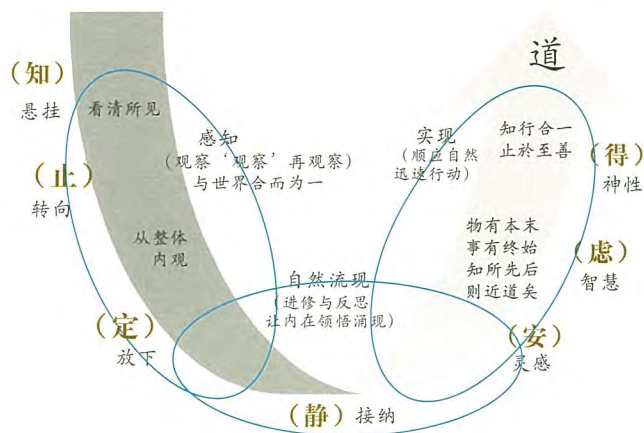 道
（知）
悬挂
看清所见
感知
（观察‘观察’再观察）
与世界合而为一
（止）
转向
从整体
内观
（定）
放下
自然流现
（进修与反思
让内在领悟涌现）
（静）接纳
实现
（顺应自然
迅速行动）
知行合一
止於至善
（得）
神性
物有本末
事有终始
知所先后
则近道矣
（虑）
智慧
（安）
灵感